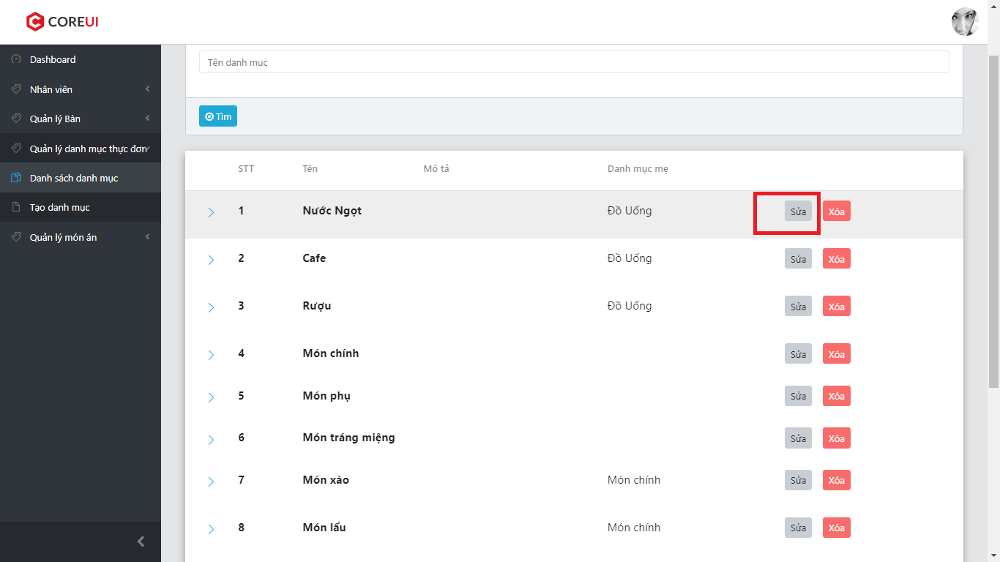 COREUI
Dashboard
Nhân viên
Quản lý Bàn
Quản lý danh mục thực đơn
Danh sách danh mục
Tạo danh mục
Quản lý món ăn
Tên danh mục
Tìm
STT Tên Mô tả Danh mục mẹ
1 Nước Ngọt Đồ Uống Sửa Xóa
2 Cafe Đồ Uống Sửa Xóa
3 Rượu Đồ Uống Sửa Xóa
4 Món chính Sửa Xóa
5 Món phụ Sửa Xóa
6 Món tráng miệng Sửa Xóa
7 Món xào Món chính Sửa Xóa
8 Món lẩu Món chính Sửa Xóa